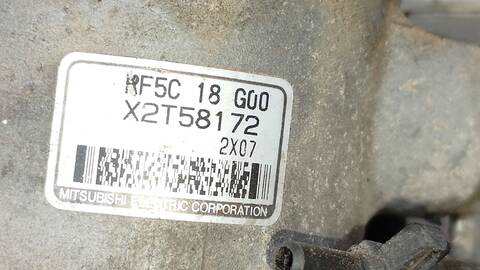 RF5C 18 G00
X2T58172
2X07
MITSUBISHI ELECTRIC CORPORATION